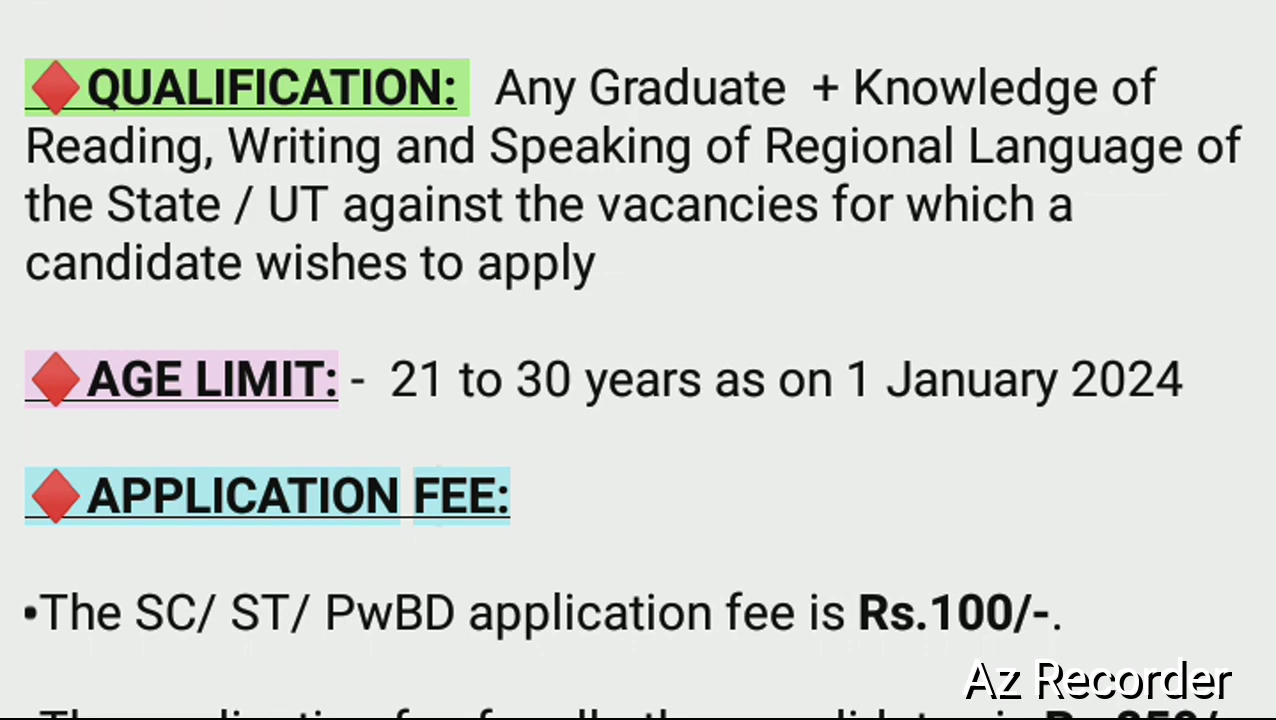 ♦️QUALIFICATION: Any Graduate + Knowledge of
Reading, Writing and Speaking of Regional Language of
the State / UT against the vacancies for which a
candidate wishes to apply
♦️AGE LIMIT: - 21 to 30 years as on 1 January 2024
♦️APPLICATION FEE:
•The SC/ ST/ PwBD application fee is Rs.100/-.
Az Recorder